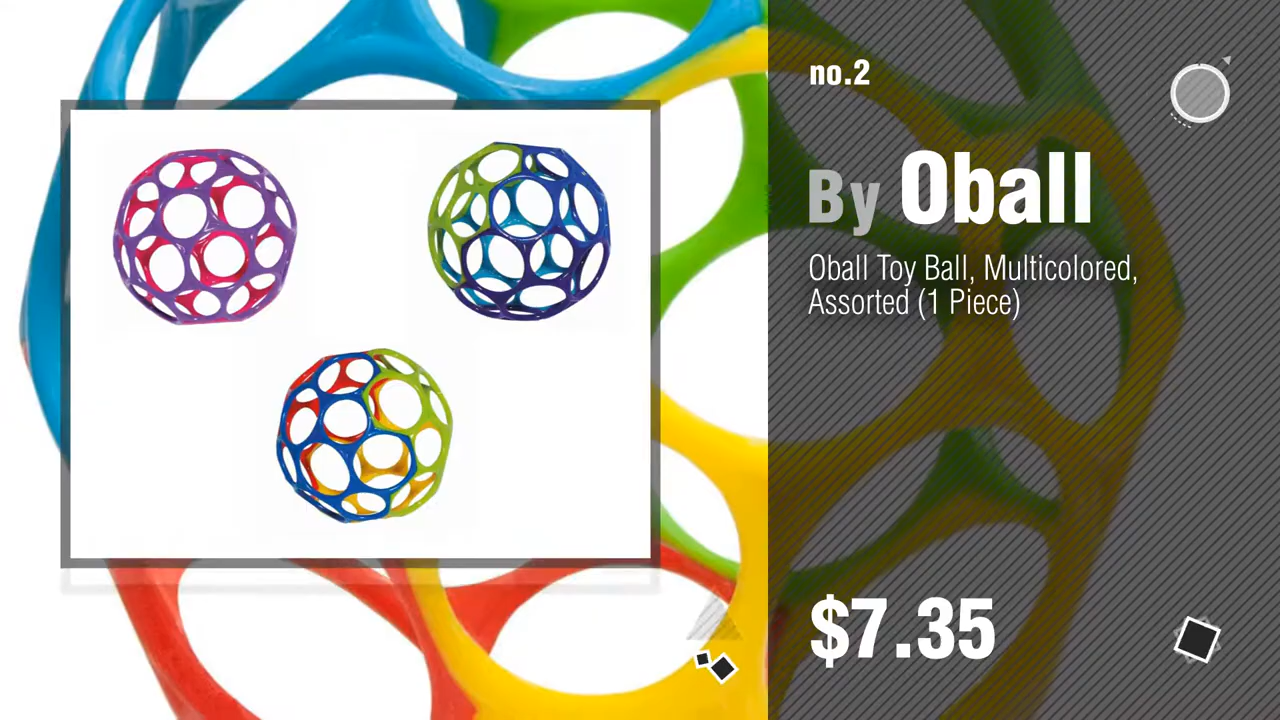 no.2
By Oball
Oball Toy Ball, Multicolored,
Assorted (1 Piece)
$7.35